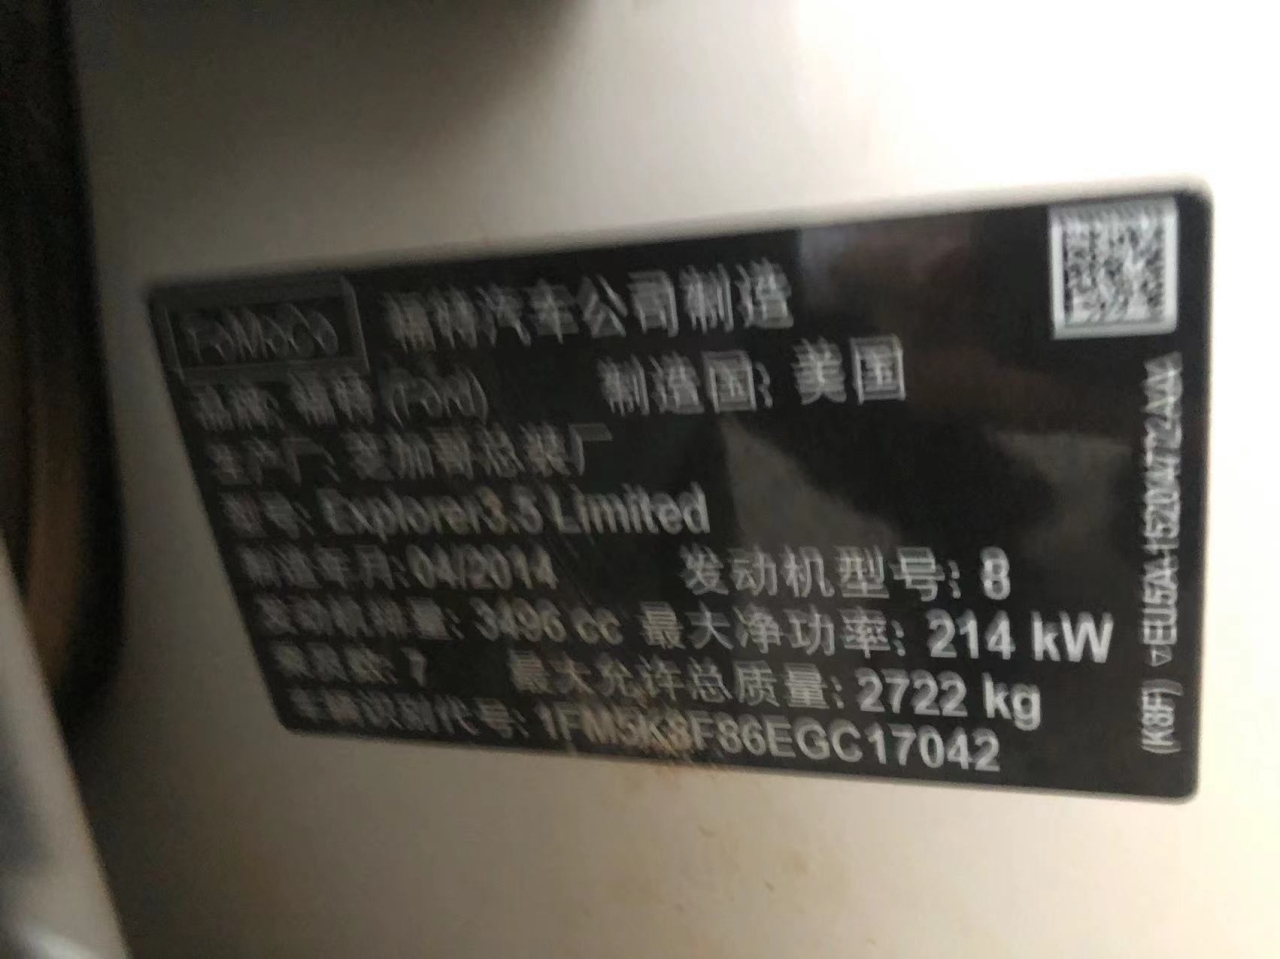 FoMoCo 福特汽车公司制造
品牌: 福特 (Ford) 制造国: 美国
生产厂: 芝加哥总装厂
型号: Explorer3.5 Limited
制造年月: 04/2014 发动机型号: 8
发动机排量: 3496 cc 最大净功率: 214 kW
乘员数: 7 最大允许总质量: 2722 kg
车辆识别代号: 1FM5K8F86EGC17042
(K8F) ▽EU5A-1520472-AA